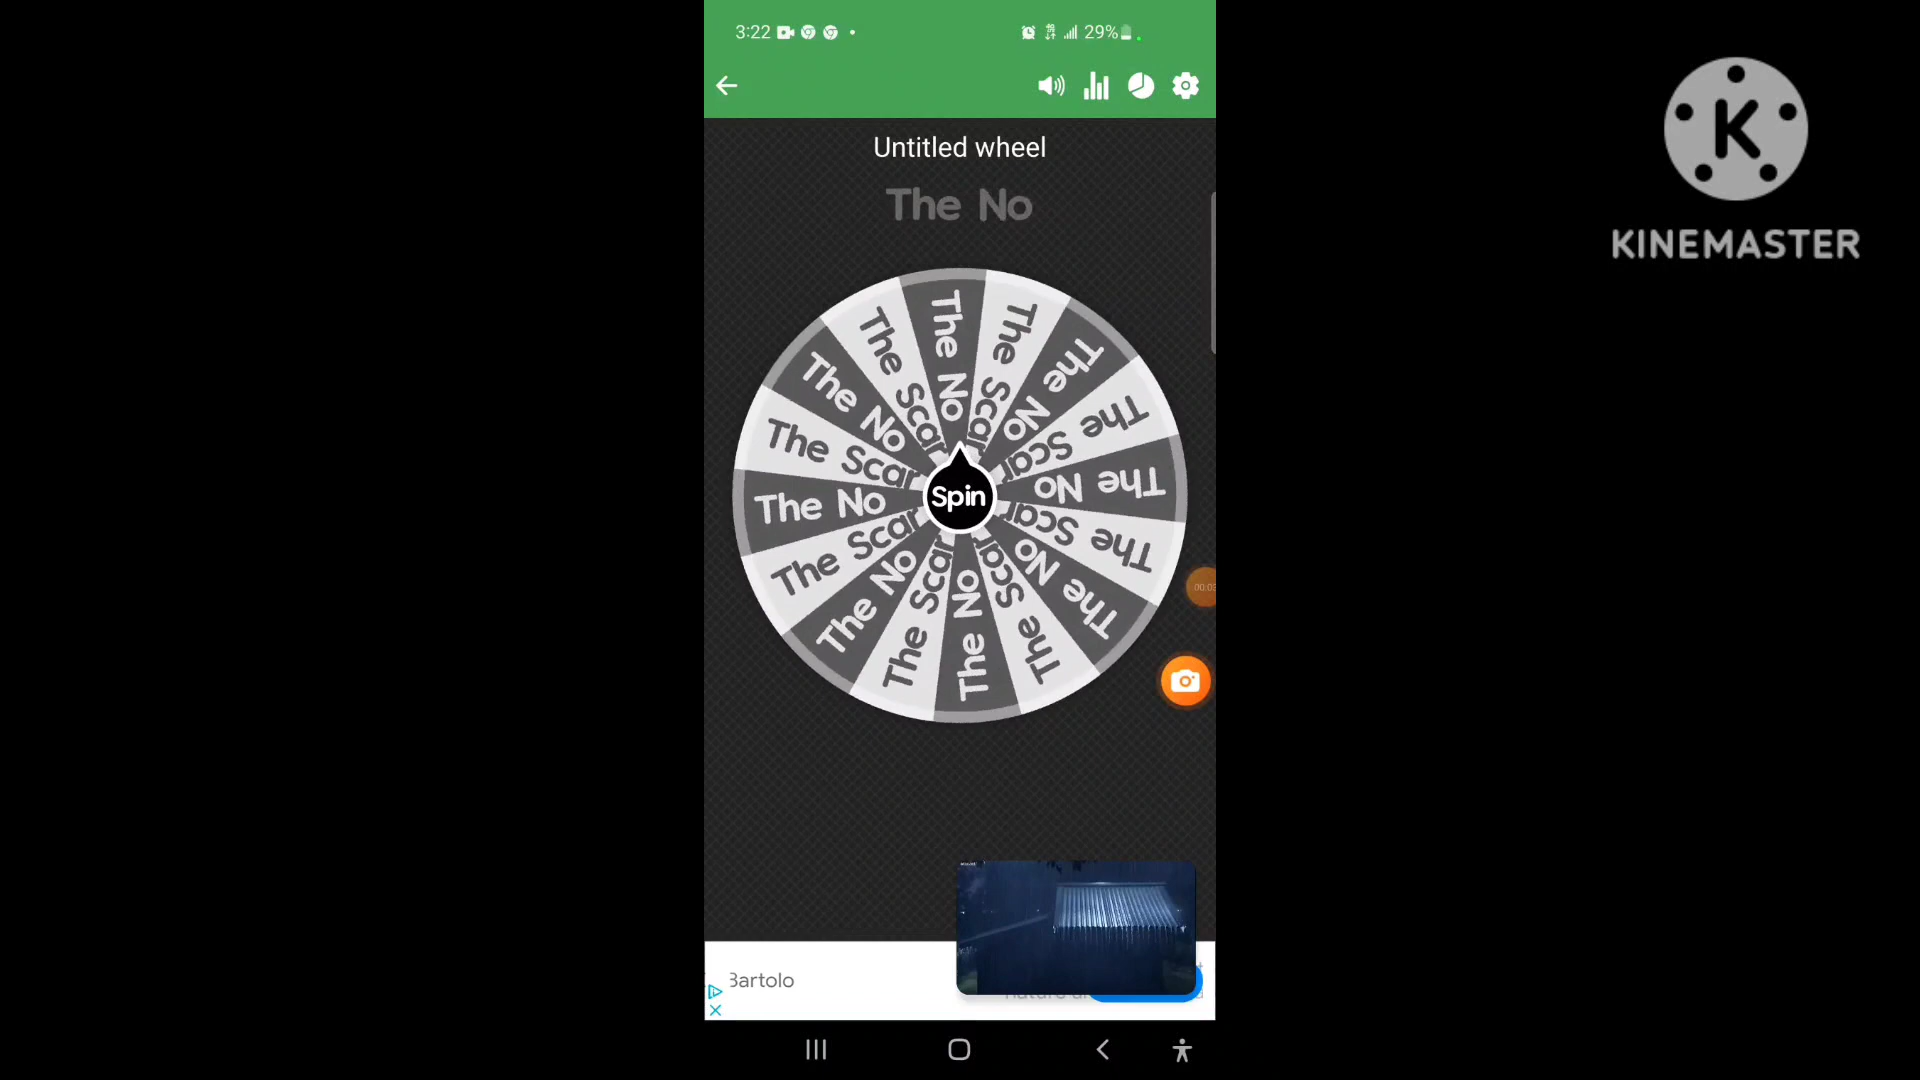 3:22
29%
KINEMASTER
Untitled wheel
The No
The No
The Scar
The No
The Scar
The No
The Scar
The No
The Scar
The No
The Scar
The No
The Scar
The No
The Scar
The No
The Scar
Spin
00:03
Bartolo